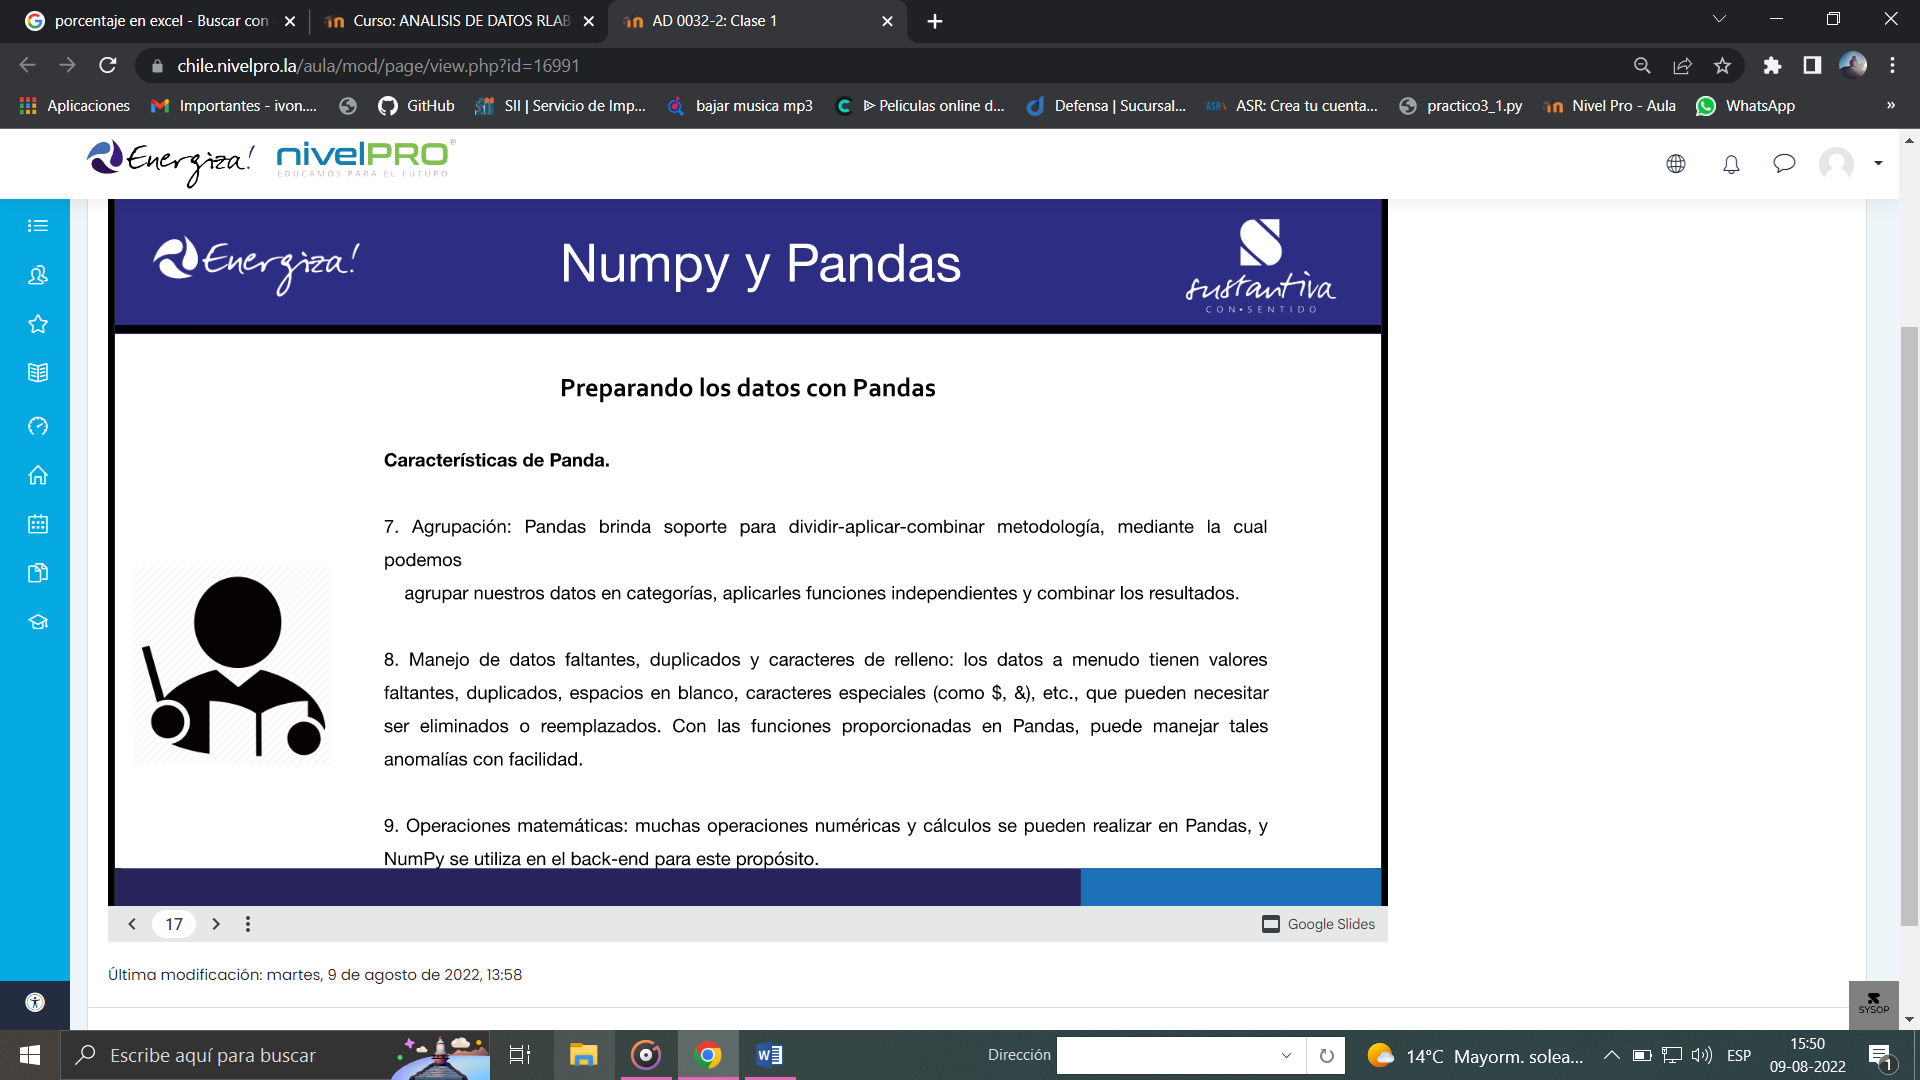 porcentaje en excel - Buscar con
Curso: ANALISIS DE DATOS RLAB
AD 0032-2: Clase 1
chile.nivelpro.la/aula/mod/page/view.php?id=16991
Aplicaciones
Importantes - ivon....
GitHub
SII | Servicio de Imp...
bajar musica mp3
Peliculas online d...
Defensa | Sucursal...
ASR: Crea tu cuenta...
practico3_1.py
Nivel Pro - Aula
WhatsApp
»
Energiza!
nivelPRO®
EDUCAMOS PARA EL FUTURO
Energiza!
Numpy y Pandas
sustantiva
CON•SENTIDO
Preparando los datos con Pandas
Características de Panda.
7. Agrupación: Pandas brinda soporte para dividir-aplicar-combinar metodología, mediante la cual
podemos
agrupar nuestros datos en categorías, aplicarles funciones independientes y combinar los resultados.
8. Manejo de datos faltantes, duplicados y caracteres de relleno: los datos a menudo tienen valores
faltantes, duplicados, espacios en blanco, caracteres especiales (como $, &), etc., que pueden necesitar
ser eliminados o reemplazados. Con las funciones proporcionadas en Pandas, puede manejar tales
anomalías con facilidad.
9. Operaciones matemáticas: muchas operaciones numéricas y cálculos se pueden realizar en Pandas, y
NumPy se utiliza en el back-end para este propósito.
17
Google Slides
Última modificación: martes, 9 de agosto de 2022, 13:58
SYSOP
Escribe aquí para buscar
Dirección
14°C Mayorm. solea...
ESP
15:50
09-08-2022
1